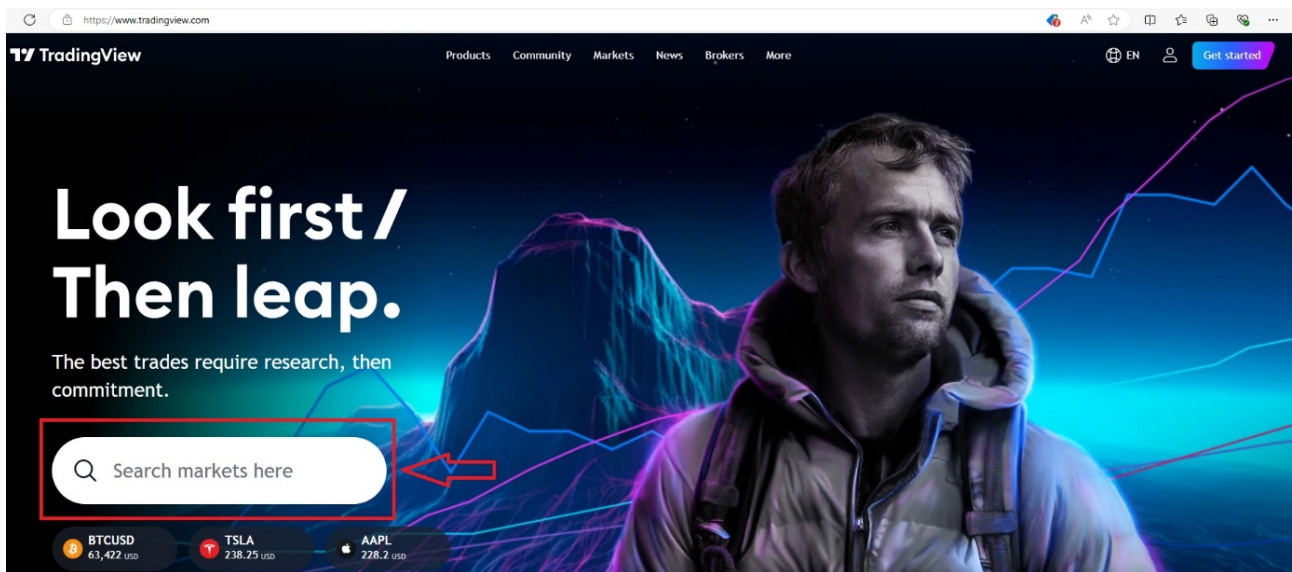 https://www.tradingview.com
TradingView
Products Community Markets News Brokers More
EN
Get started
Look first/
Then leap.
The best trades require research, then
commitment.
Search markets here
BTCUSD
63,422 USD
TSLA
238.25 USD
AAPL
228.2 USD